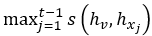 max_{j=1}^{t-1} s(h_v, h_{x_j})